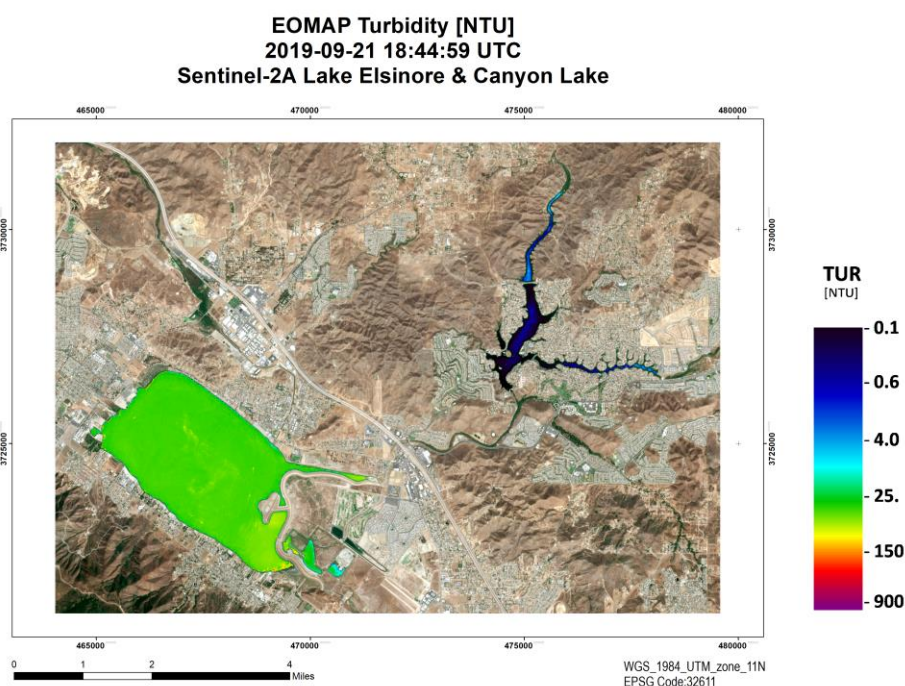 EOMAP Turbidity [NTU]
2019-09-21 18:44:59 UTC
Sentinel-2A Lake Elsinore & Canyon Lake
465000 470000 475000 480000
3730000 3730000
3725000 3725000
TUR
[NTU]
0.1
0.6
4.0
25.
150
900
465000 470000 475000 480000
0 1 2 4
Miles
WGS_1984_UTM_zone_11N
EPSG Code:32611